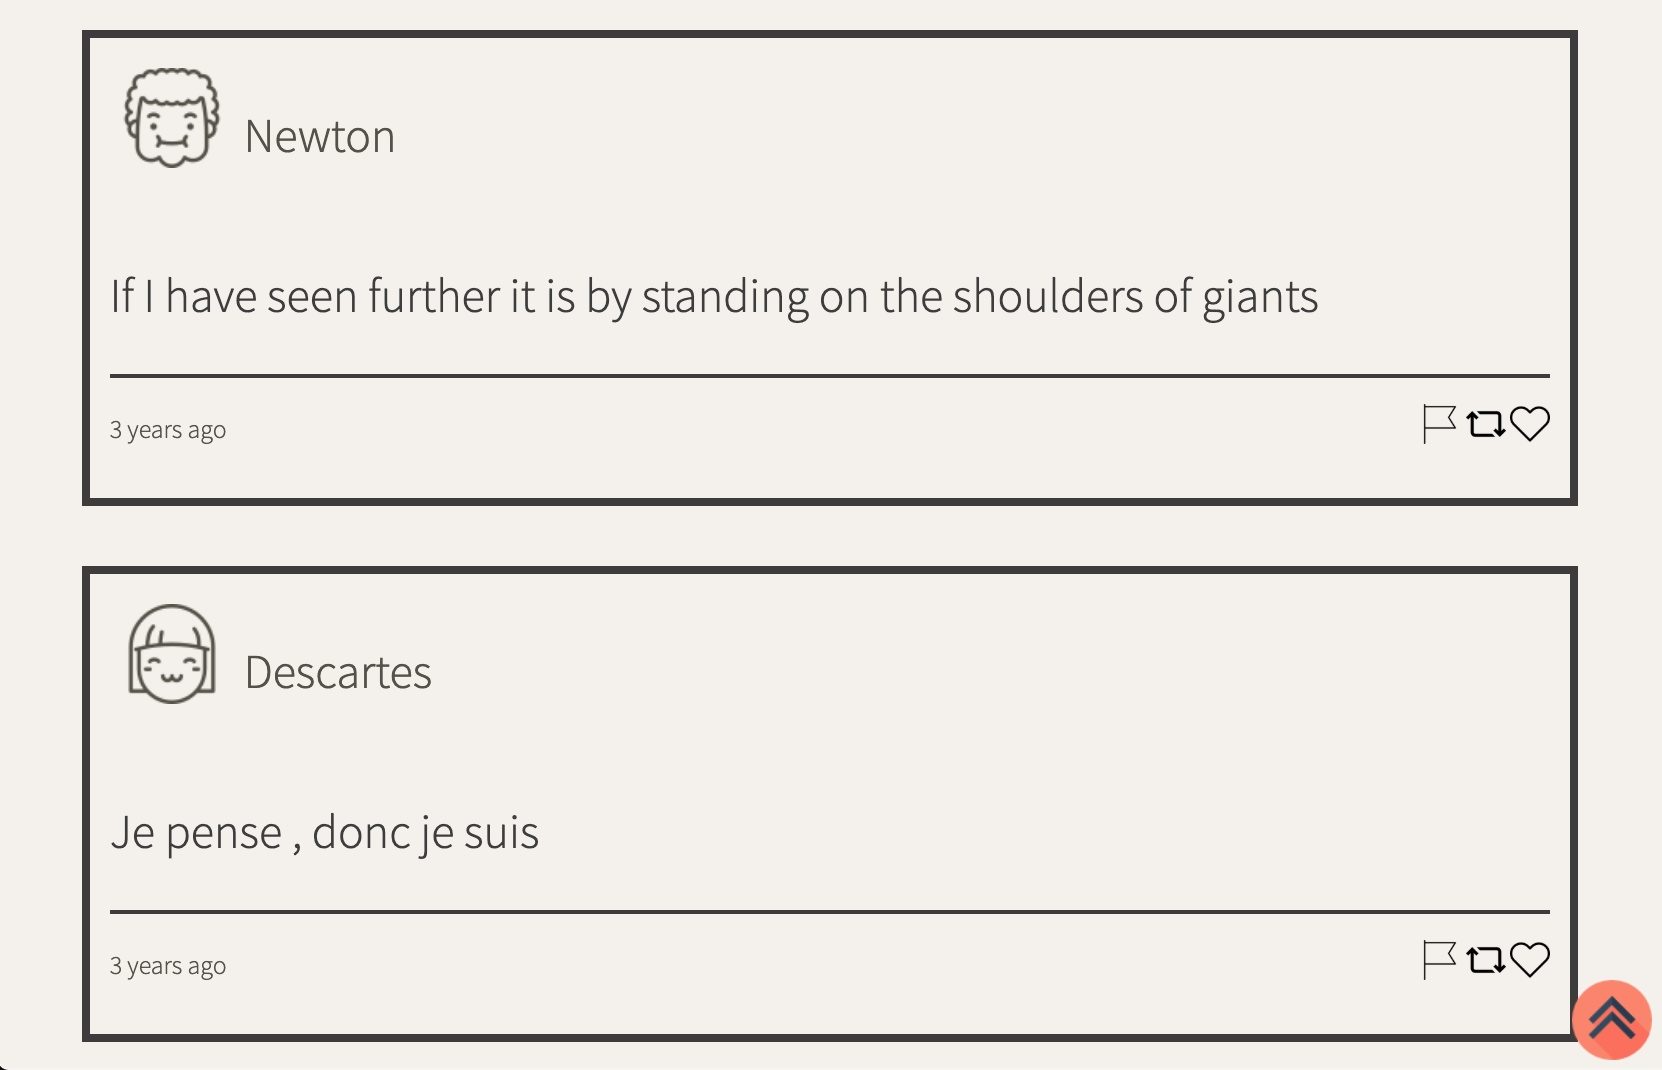 Newton
If I have seen further it is by standing on the shoulders of giants
3 years ago
Descartes
Je pense , donc je suis
3 years ago